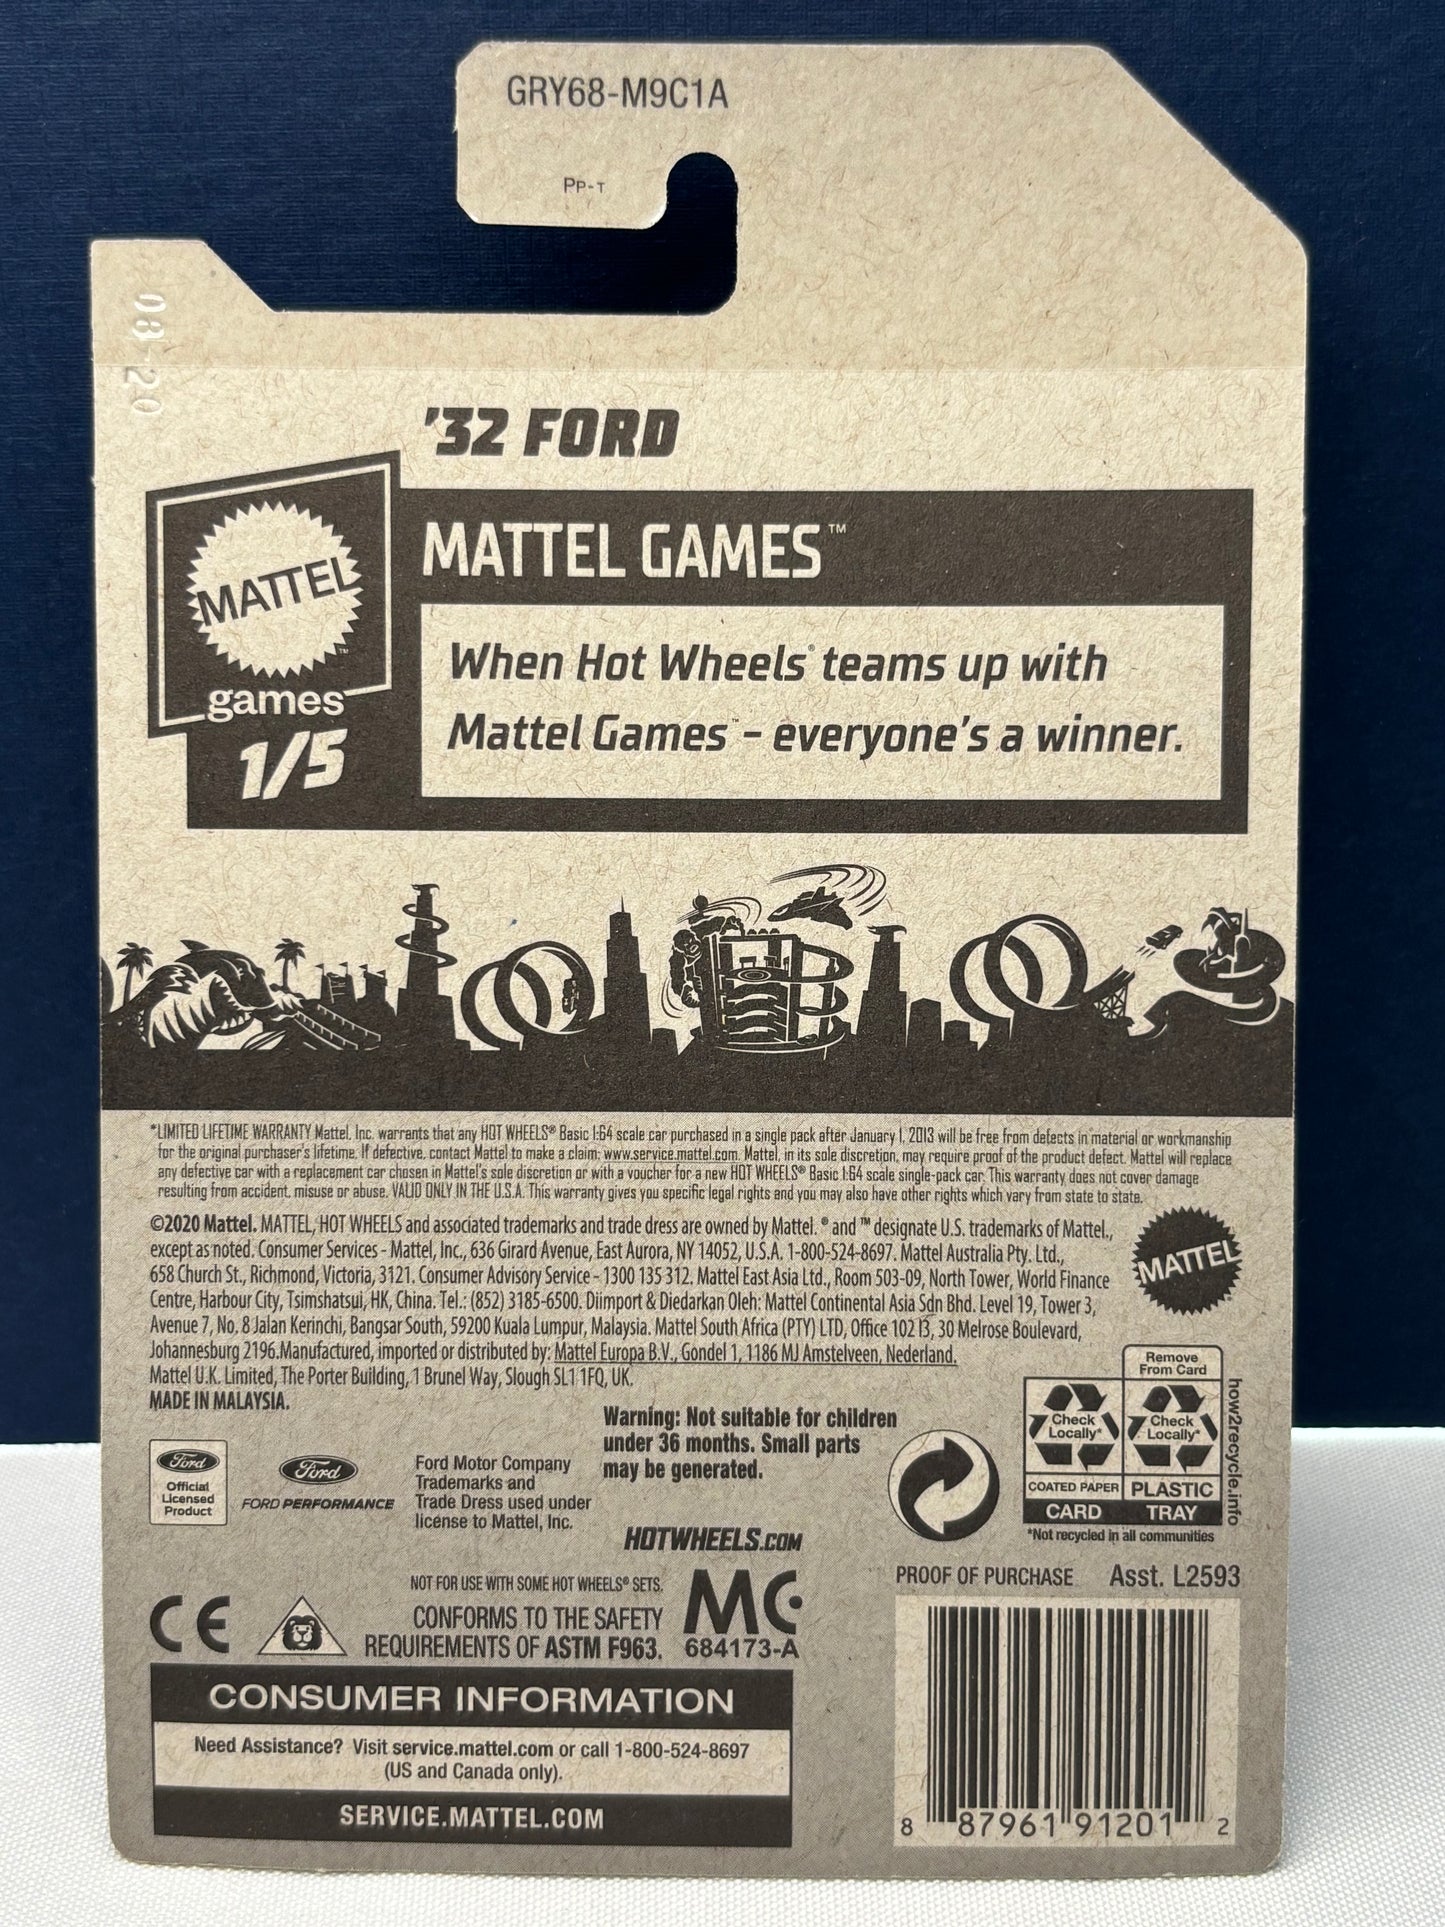 GRY68-M9C1A
PP-T
08 20
'32 FORD
MATTEL™
games
1/5
MATTEL GAMES™
When Hot Wheels® teams up with
Mattel Games™ – everyone's a winner.
*LIMITED LIFETIME WARRANTY Mattel, Inc. warrants that any HOT WHEELS® Basic 1:64 scale car purchased in a single pack after January 1, 2013 will be free from defects in material or workmanship
for the original purchaser's lifetime. If defective, contact Mattel to make a claim: www.service.mattel.com. Mattel, in its sole discretion, may require proof of the product defect. Mattel will replace
any defective car with a replacement car chosen in Mattel's sole discretion or with a voucher for a new HOT WHEELS® Basic 1:64 scale single-pack car. This warranty does not cover damage
resulting from accident, misuse or abuse. VALID ONLY IN THE U.S.A. This warranty gives you specific legal rights and you may also have other rights which vary from state to state.
©2020 Mattel. MATTEL, HOT WHEELS and associated trademarks and trade dress are owned by Mattel. ® and ™ designate U.S. trademarks of Mattel,
except as noted. Consumer Services - Mattel, Inc., 636 Girard Avenue, East Aurora, NY 14052, U.S.A. 1-800-524-8697. Mattel Australia Pty. Ltd.,
658 Church St., Richmond, Victoria, 3121. Consumer Advisory Service - 1300 135 312. Mattel East Asia Ltd., Room 503-09, North Tower, World Finance
Centre, Harbour City, Tsimshatsui, HK, China. Tel.: (852) 3185-6500. Diimport & Diedarkan Oleh: Mattel Continental Asia Sdn Bhd. Level 19, Tower 3,
Avenue 7, No. 8 Jalan Kerinchi, Bangsar South, 59200 Kuala Lumpur, Malaysia. Mattel South Africa (PTY) LTD, Office 102 I3, 30 Melrose Boulevard,
Johannesburg 2196.Manufactured, imported or distributed by: Mattel Europa B.V., Gondel 1, 1186 MJ Amstelveen, Nederland.
Mattel U.K. Limited, The Porter Building, 1 Brunel Way, Slough SL1 1FQ, UK.
MADE IN MALAYSIA.
MATTEL
Warning: Not suitable for children
under 36 months. Small parts
may be generated.
Remove
From Card
Check
Locally*
Check
Locally*
COATED PAPER
PLASTIC
CARD
TRAY
how2recycle.info
*Not recycled in all communities
Ford
Official
Licensed
Product
Ford
FORD PERFORMANCE
Ford Motor Company
Trademarks and
Trade Dress used under
license to Mattel, Inc.
HOTWHEELS.COM
NOT FOR USE WITH SOME HOT WHEELS® SETS.
CE
CONFORMS TO THE SAFETY
REQUIREMENTS OF ASTM F963.
MC
684173-A
PROOF OF PURCHASE
Asst. L2593
CONSUMER INFORMATION
Need Assistance? Visit service.mattel.com or call 1-800-524-8697
(US and Canada only).
SERVICE.MATTEL.COM
8 87961 91201 2